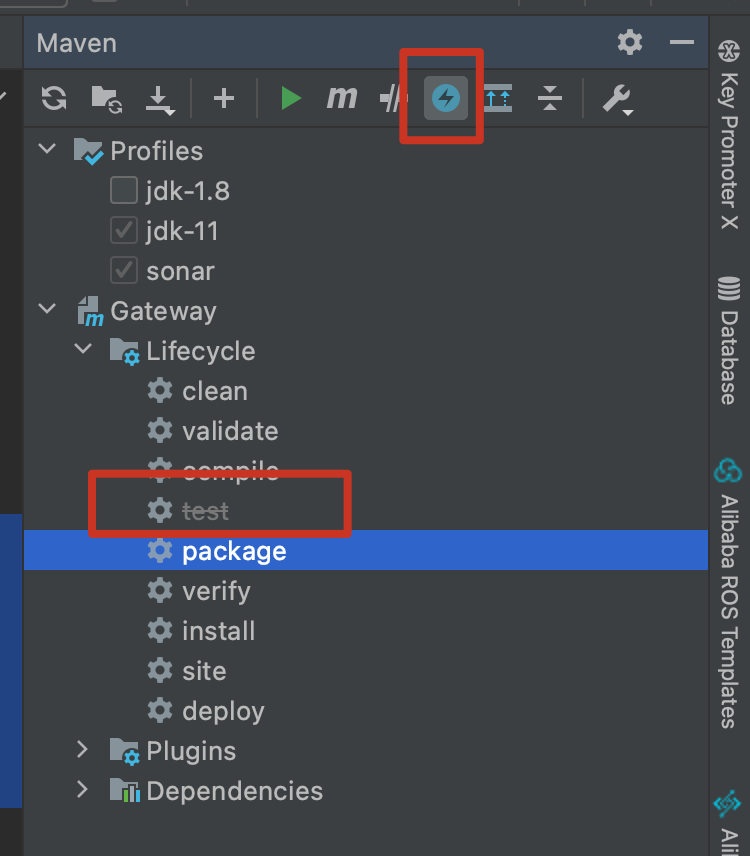 Maven
Profiles
jdk-1.8
jdk-11
sonar
Gateway
Lifecycle
clean
validate
compile
test
package
verify
install
site
deploy
Plugins
Dependencies
Key Promoter X
Database
Alibaba ROS Templates